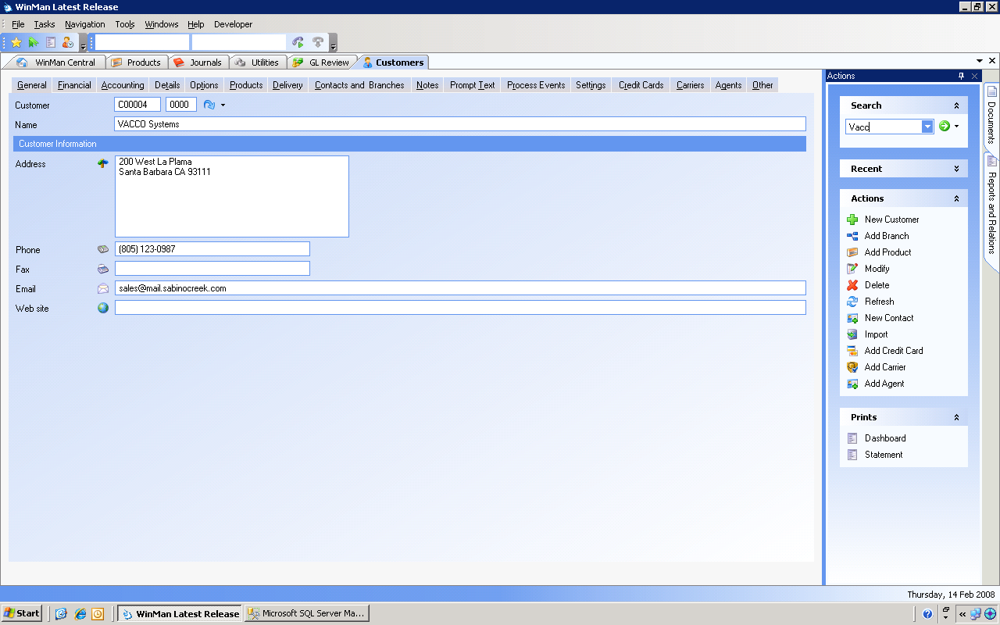 WinMan Latest Release
File Tasks Navigation Tools Windows Help Developer
WinMan Central Products Journals Utilities GL Review Customers
General Financial Accounting Details Options Products Delivery Contacts and Branches Notes Prompt Text Process Events Settings Credit Cards Carriers Agents Other
Customer C00004 0000
Name VACCO Systems
Customer Information
Address 200 West La Plama
Santa Barbara CA 93111
Phone (805) 123-0987
Fax
Email sales@mail.sabinocreek.com
Web site
Actions
Search
Vacc
Recent
Actions
New Customer
Add Branch
Add Product
Modify
Delete
Refresh
New Contact
Import
Add Credit Card
Add Carrier
Add Agent
Prints
Dashboard
Statement
Documents
Reports and Relations
Thursday, 14 Feb 2008
Start WinMan Latest Release Microsoft SQL Server Ma...